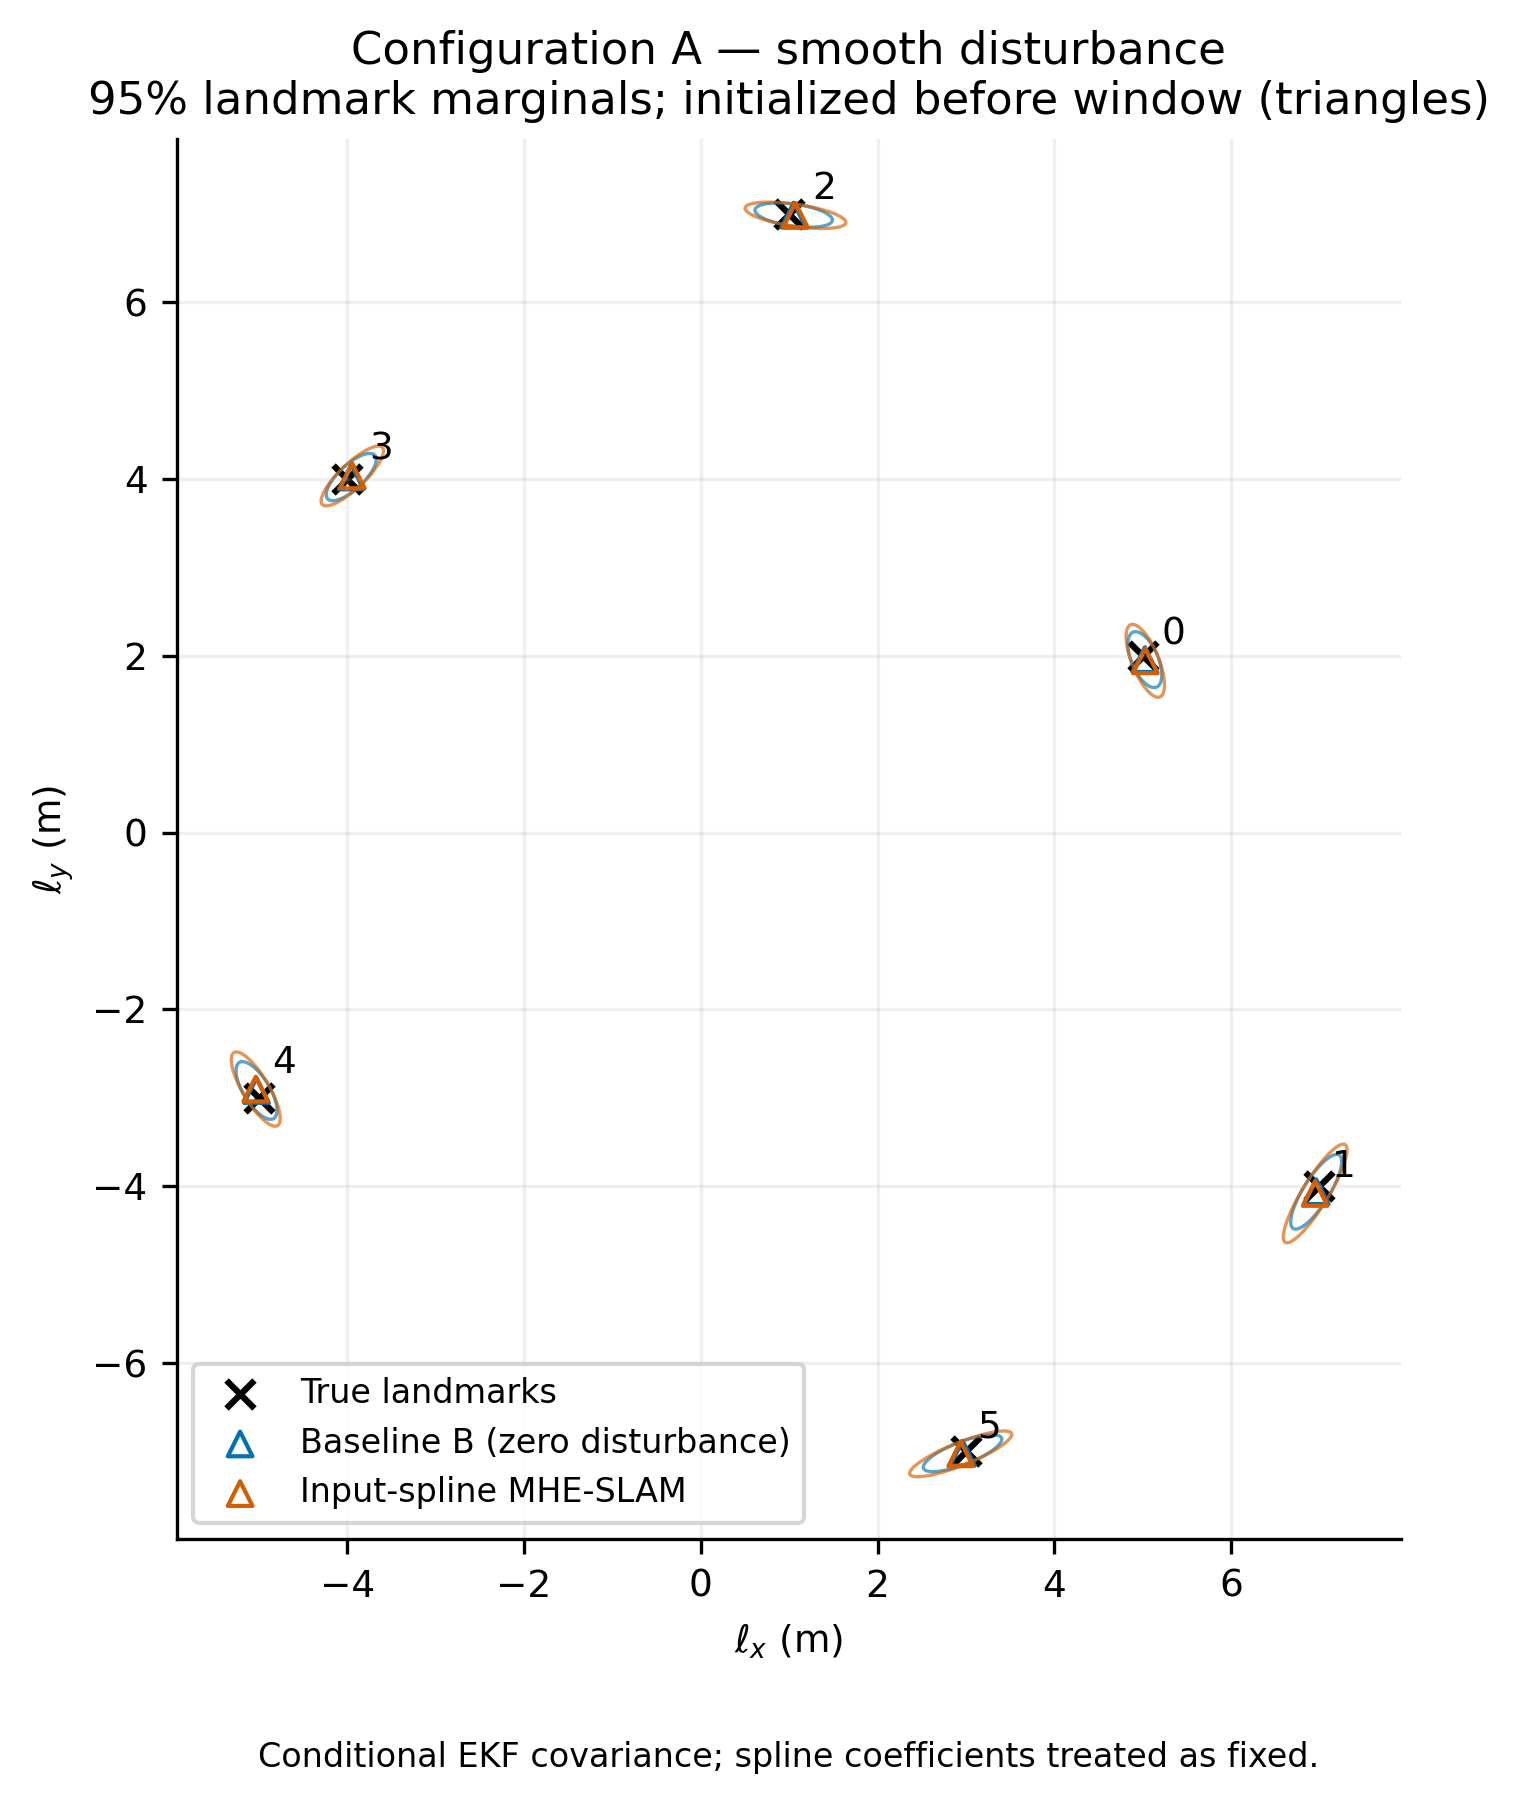 Configuration A — smooth disturbance
95% landmark marginals; initialized before window (triangles)
2
6
3
4
0
2
ℓy (m)
0
−2
4
1
−4
5
−6
True landmarks
Baseline B (zero disturbance)
Input-spline MHE-SLAM
−4 −2 0 2 4 6
ℓx (m)
Conditional EKF covariance; spline coefficients treated as fixed.